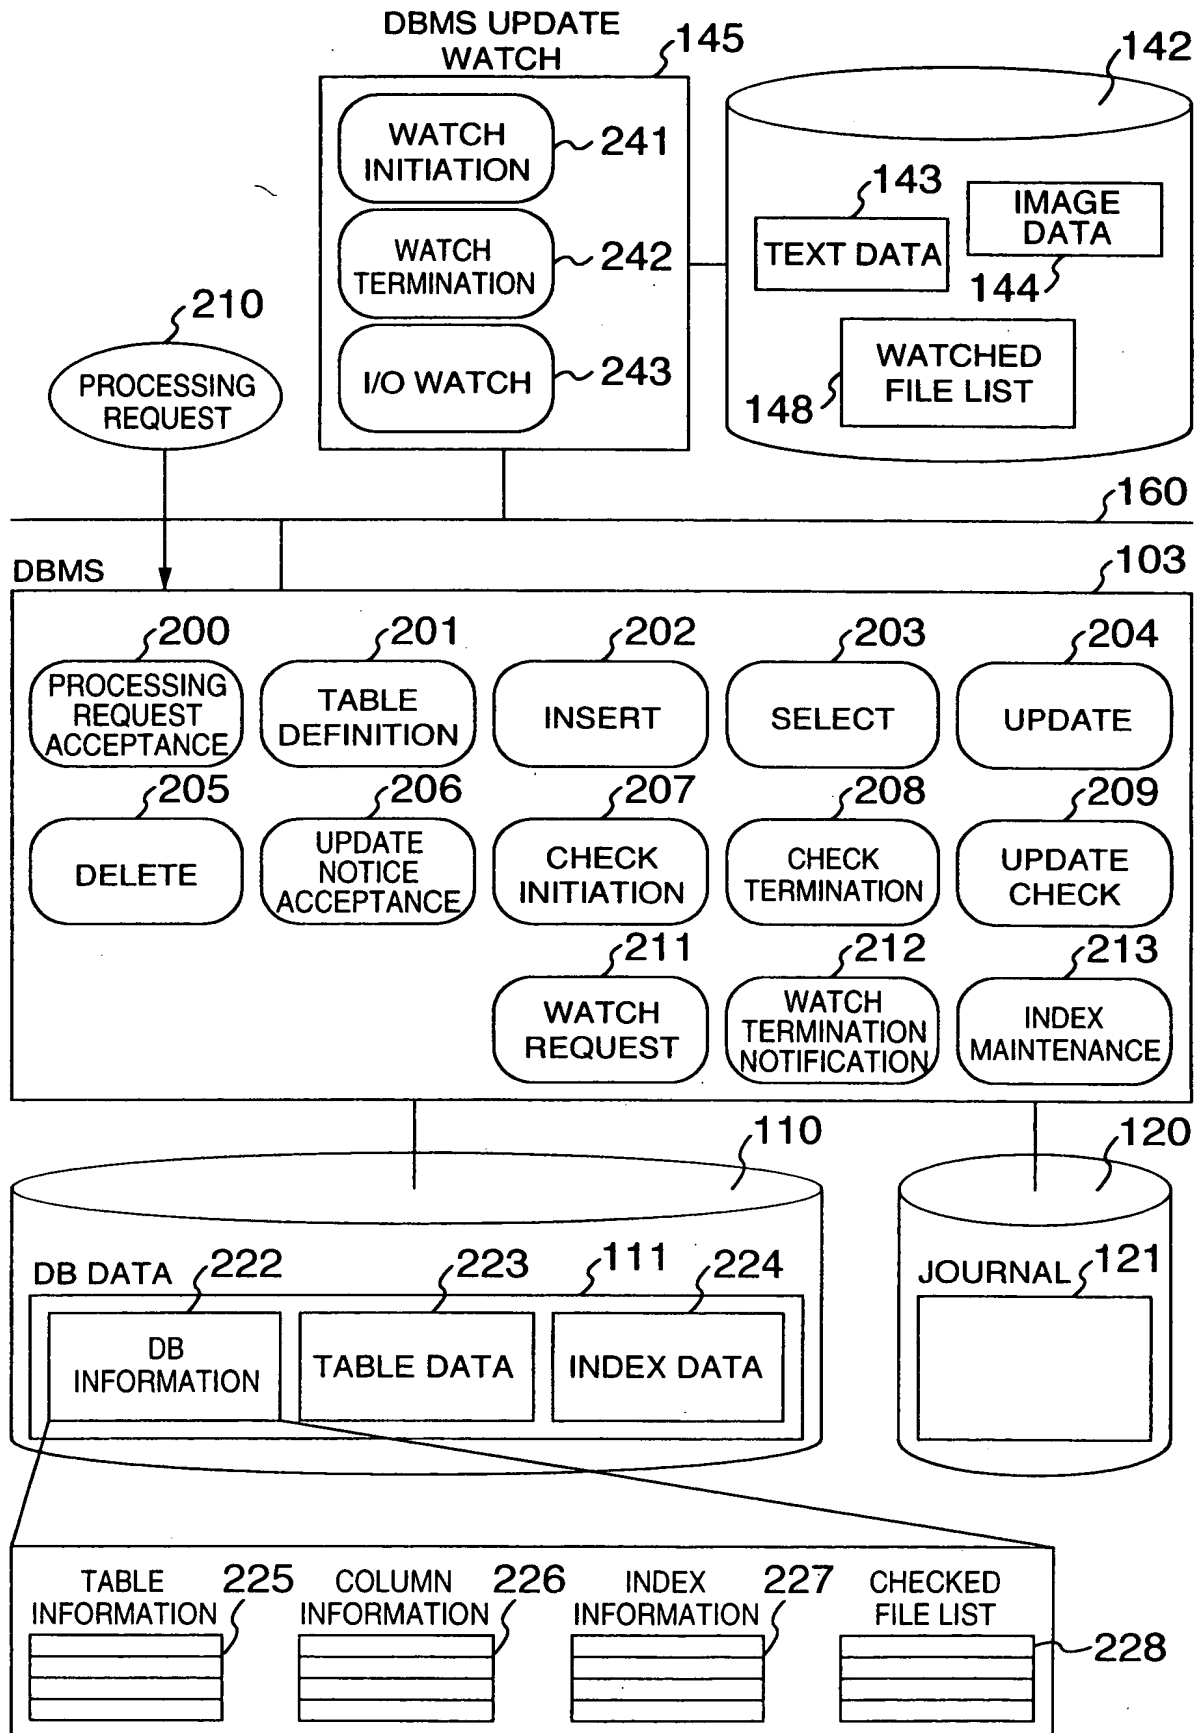 DBMS UPDATE
WATCH
145
142
WATCH
INITIATION
241
WATCH
TERMINATION
242
I/O WATCH
243
143
TEXT DATA
IMAGE
DATA
144
WATCHED
FILE LIST
148
210
PROCESSING
REQUEST
160
DBMS
103
200
PROCESSING
REQUEST
ACCEPTANCE
201
TABLE
DEFINITION
202
INSERT
203
SELECT
204
UPDATE
205
DELETE
206
UPDATE
NOTICE
ACCEPTANCE
207
CHECK
INITIATION
208
CHECK
TERMINATION
209
UPDATE
CHECK
211
WATCH
REQUEST
212
WATCH
TERMINATION
NOTIFICATION
213
INDEX
MAINTENANCE
110
120
DB DATA
111
222
DB
INFORMATION
223
TABLE DATA
224
INDEX DATA
JOURNAL
121
TABLE
INFORMATION
225
COLUMN
INFORMATION
226
INDEX
INFORMATION
227
CHECKED
FILE LIST
228